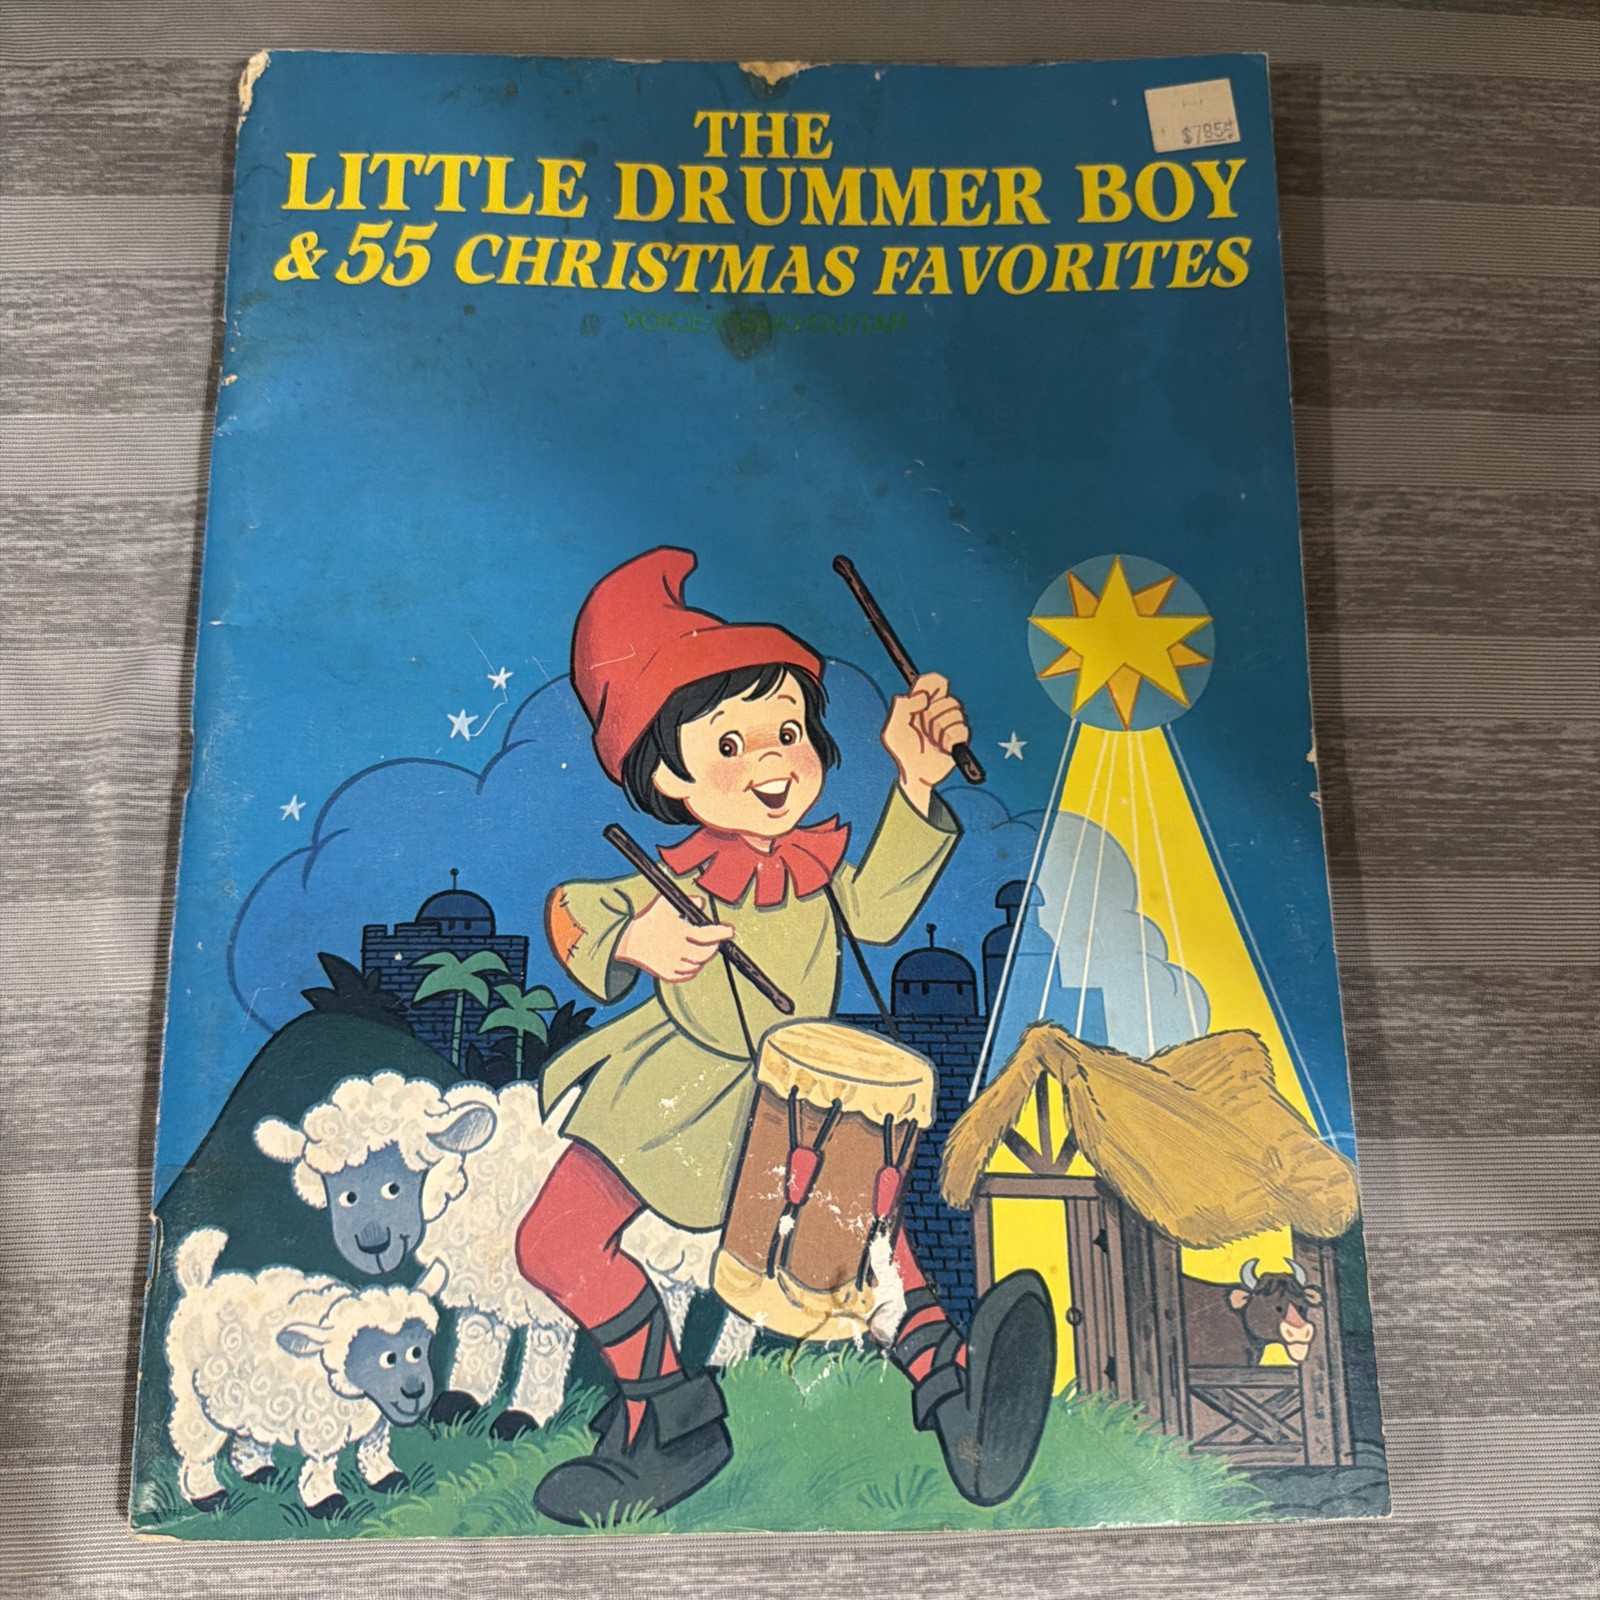 THE
LITTLE DRUMMER BOY
& 55 CHRISTMAS FAVORITES
VOICE/PIANO/GUITAR
$7.95